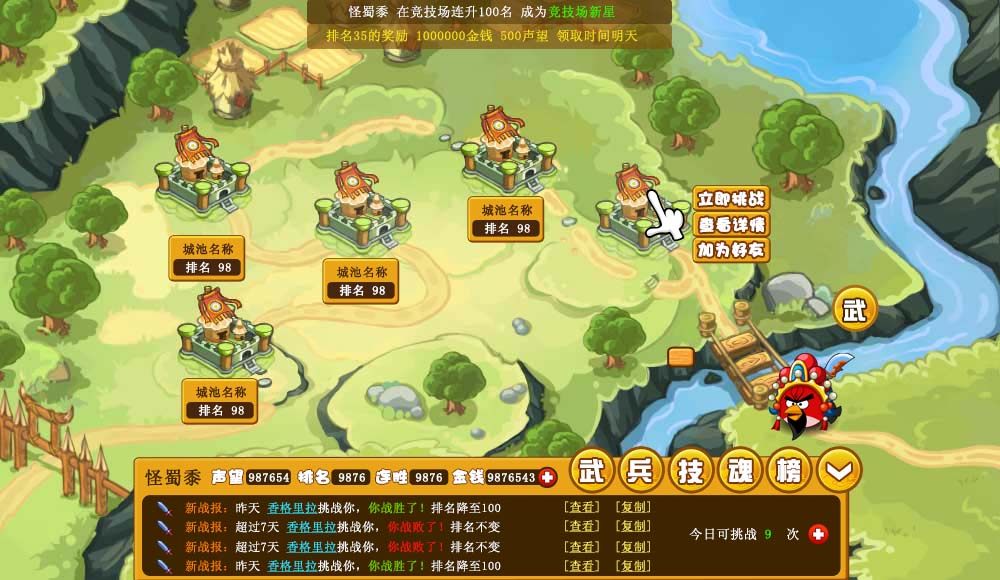 怪蜀黍 在竞技场连升100名 成为竞技场新星
排名35的奖励 1000000金钱 500声望 领取时间明天
城池名称
排名 98
立即挑战
查看详情
加为好友
城池名称
排名 98
城池名称
排名 98
武
城池名称
排名 98
怪蜀黍 声望 987654 排名 9876 连胜 9876 金钱 9876543
武 兵 技 魂 榜
新战报：昨天 香格里拉挑战你，你战胜了！排名降至100 [查看] [复制]
新战报：超过7天 香格里拉挑战你，你战败了！排名不变 [查看] [复制]
新战报：超过7天 香格里拉挑战你，你战败了！排名不变 [查看] [复制]
新战报：昨天 香格里拉挑战你，你战胜了！排名降至100 [查看] [复制]
今日可挑战 9 次